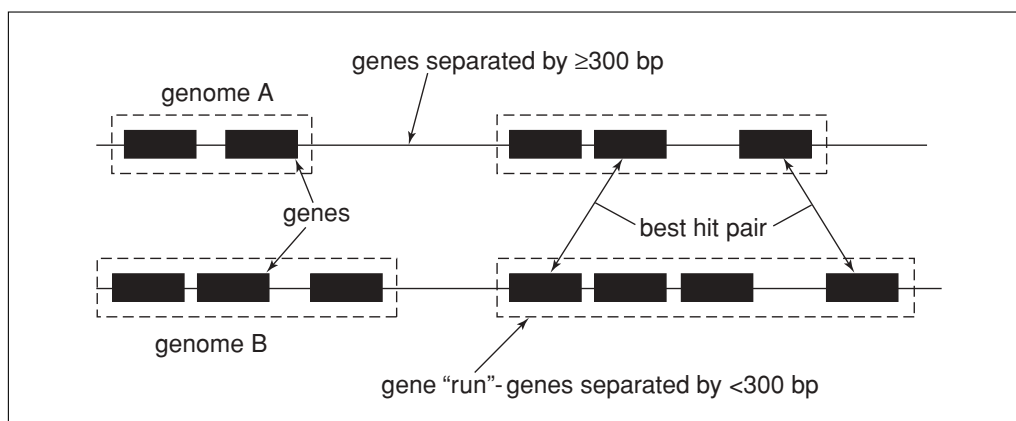 genes separated by ≥300 bp
genome A
genes
best hit pair
genome B
gene “run”- genes separated by <300 bp